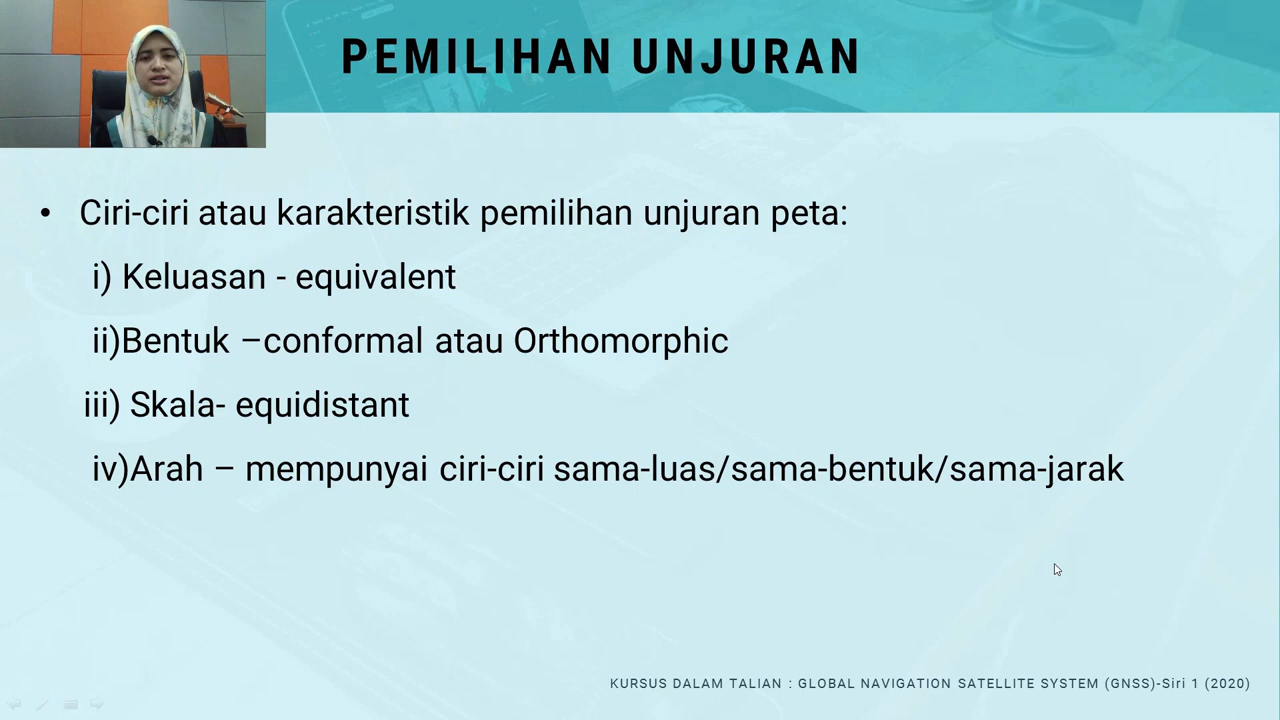 PEMILIHAN UNJURAN
• Ciri-ciri atau karakteristik pemilihan unjuran peta:
i) Keluasan - equivalent
ii)Bentuk –conformal atau Orthomorphic
iii) Skala- equidistant
iv)Arah – mempunyai ciri-ciri sama-luas/sama-bentuk/sama-jarak
KURSUS DALAM TALIAN : GLOBAL NAVIGATION SATELLITE SYSTEM (GNSS)-Siri 1 (2020)